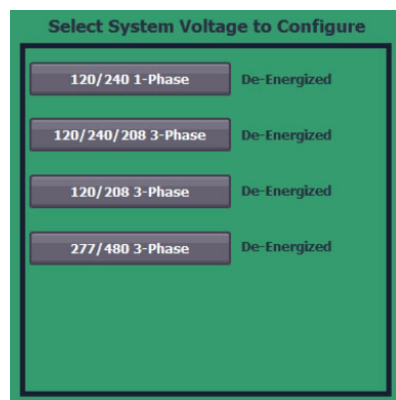 Select System Voltage to Configure
120/240 1-Phase De-Energized
120/240/208 3-Phase De-Energized
120/208 3-Phase De-Energized
277/480 3-Phase De-Energized